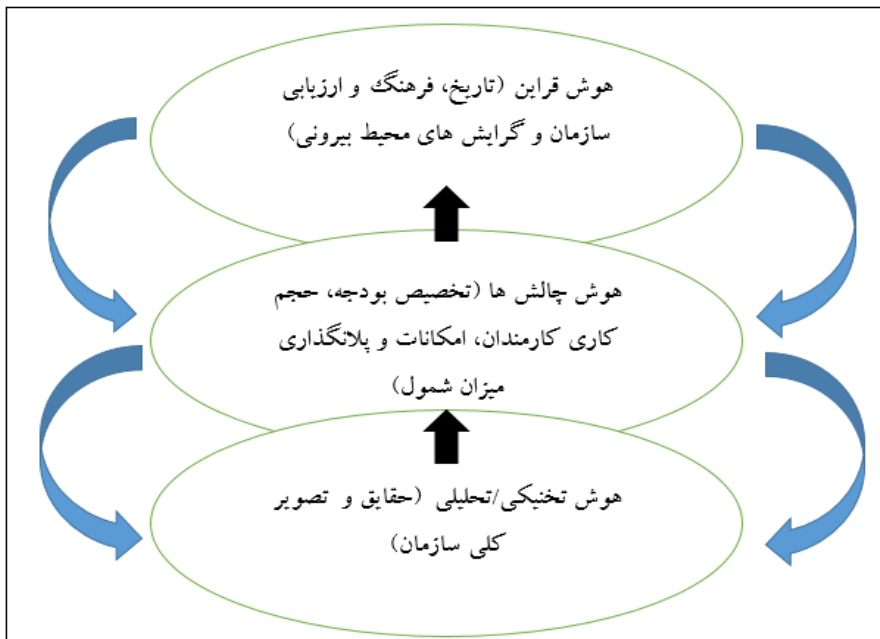 هوش قراین (تاریخ، فرهنگ و ارزیابی
سازمان و گرایش های محیط بیرونی)
هوش چالش ها (تخصیص بودجه، حجم
کاری کارمندان، امکانات و پلانگذاری
میزان شمول)
هوش تخنیکی/تحلیلی (حقایق و تصویر
کلی سازمان)